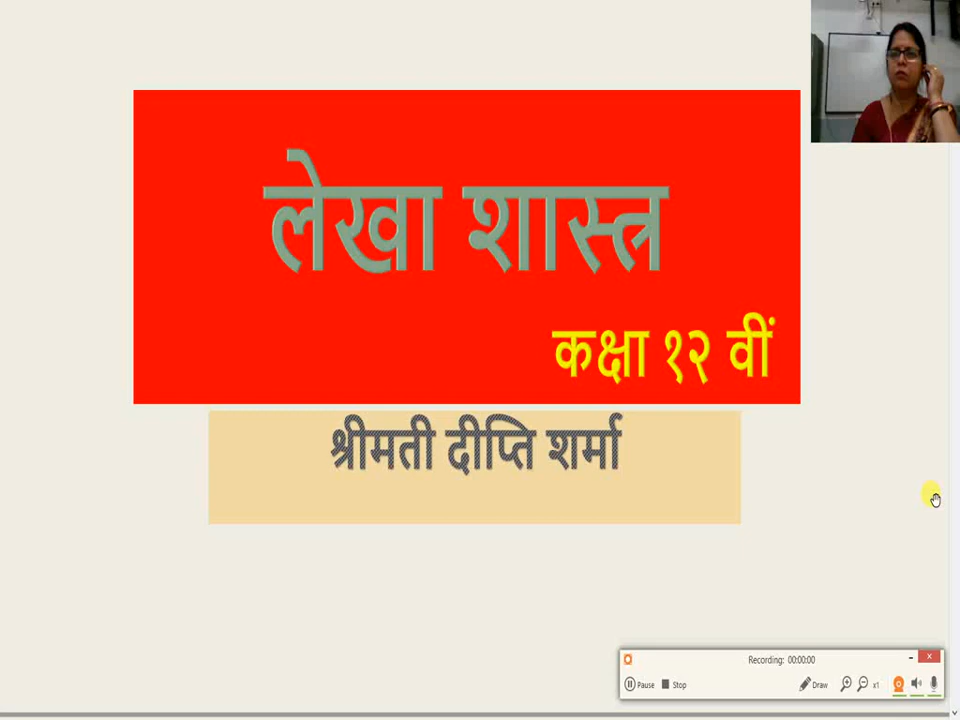 लेखा शास्त्र
कक्षा १२ वीं
श्रीमती दीप्ति शर्मा
Recording: 00:00:00
Pause Stop Draw x1